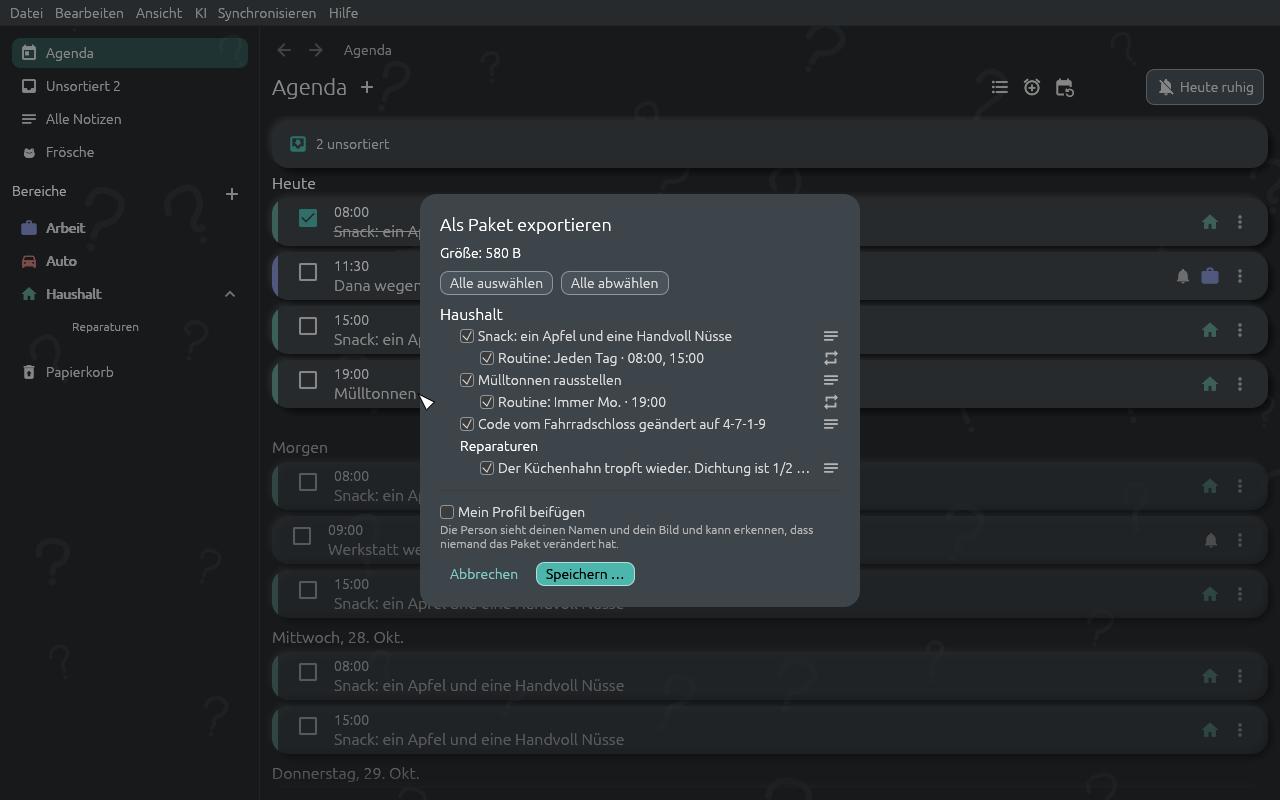 Datei Bearbeiten Ansicht KI Synchronisieren Hilfe
Agenda
Unsortiert 2
Alle Notizen
Frösche
Bereiche
Arbeit
Auto
Haushalt
Reparaturen
Papierkorb
Agenda
Agenda
Heute ruhig
2 unsortiert
Heute
08:00
Snack: ein Ap
11:30
Dana wegen
15:00
Snack: ein Ap
19:00
Mülltonnen
Morgen
08:00
Snack: ein Ap
09:00
Werkstatt we
15:00
Snack: ein Apfel und eine Handvoll Nüsse
Mittwoch, 28. Okt.
08:00
Snack: ein Apfel und eine Handvoll Nüsse
15:00
Snack: ein Apfel und eine Handvoll Nüsse
Donnerstag, 29. Okt.
Als Paket exportieren
Größe: 580 B
Alle auswählen Alle abwählen
Haushalt
Snack: ein Apfel und eine Handvoll Nüsse
Routine: Jeden Tag · 08:00, 15:00
Mülltonnen rausstellen
Routine: Immer Mo. · 19:00
Code vom Fahrradschloss geändert auf 4-7-1-9
Reparaturen
Der Küchenhahn tropft wieder. Dichtung ist 1/2 …
Mein Profil beifügen
Die Person sieht deinen Namen und dein Bild und kann erkennen, dass
niemand das Paket verändert hat.
Abbrechen Speichern …